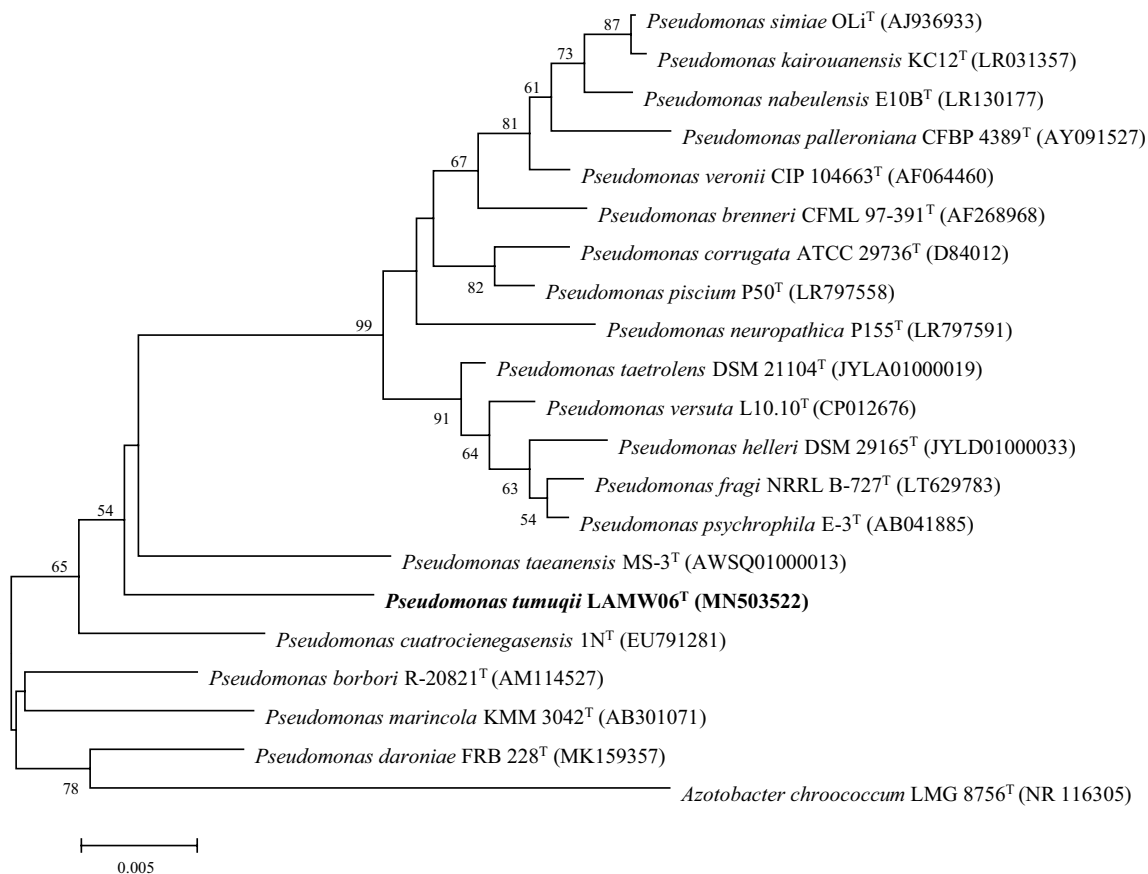 87
Pseudomonas simiae OLiᵀ (AJ936933)
Pseudomonas kairouanensis KC12ᵀ (LR031357)
73
Pseudomonas nabeulensis E10Bᵀ (LR130177)
61
Pseudomonas palleroniana CFBP 4389ᵀ (AY091527)
81
Pseudomonas veronii CIP 104663ᵀ (AF064460)
67
Pseudomonas brenneri CFML 97-391ᵀ (AF268968)
Pseudomonas corrugata ATCC 29736ᵀ (D84012)
82
Pseudomonas piscium P50ᵀ (LR797558)
Pseudomonas neuropathica P155ᵀ (LR797591)
99
Pseudomonas taetrolens DSM 21104ᵀ (JYLA01000019)
91
Pseudomonas versuta L10.10ᵀ (CP012676)
64
Pseudomonas helleri DSM 29165ᵀ (JYLD01000033)
63
Pseudomonas fragi NRRL B-727ᵀ (LT629783)
54
Pseudomonas psychrophila E-3ᵀ (AB041885)
54
Pseudomonas taeanensis MS-3ᵀ (AWSQ01000013)
65
Pseudomonas tumuqii LAMW06ᵀ (MN503522)
Pseudomonas cuatrocienegasensis 1Nᵀ (EU791281)
Pseudomonas borbori R-20821ᵀ (AM114527)
Pseudomonas marincola KMM 3042ᵀ (AB301071)
Pseudomonas daroniae FRB 228ᵀ (MK159357)
78
Azotobacter chroococcum LMG 8756ᵀ (NR 116305)
0.005